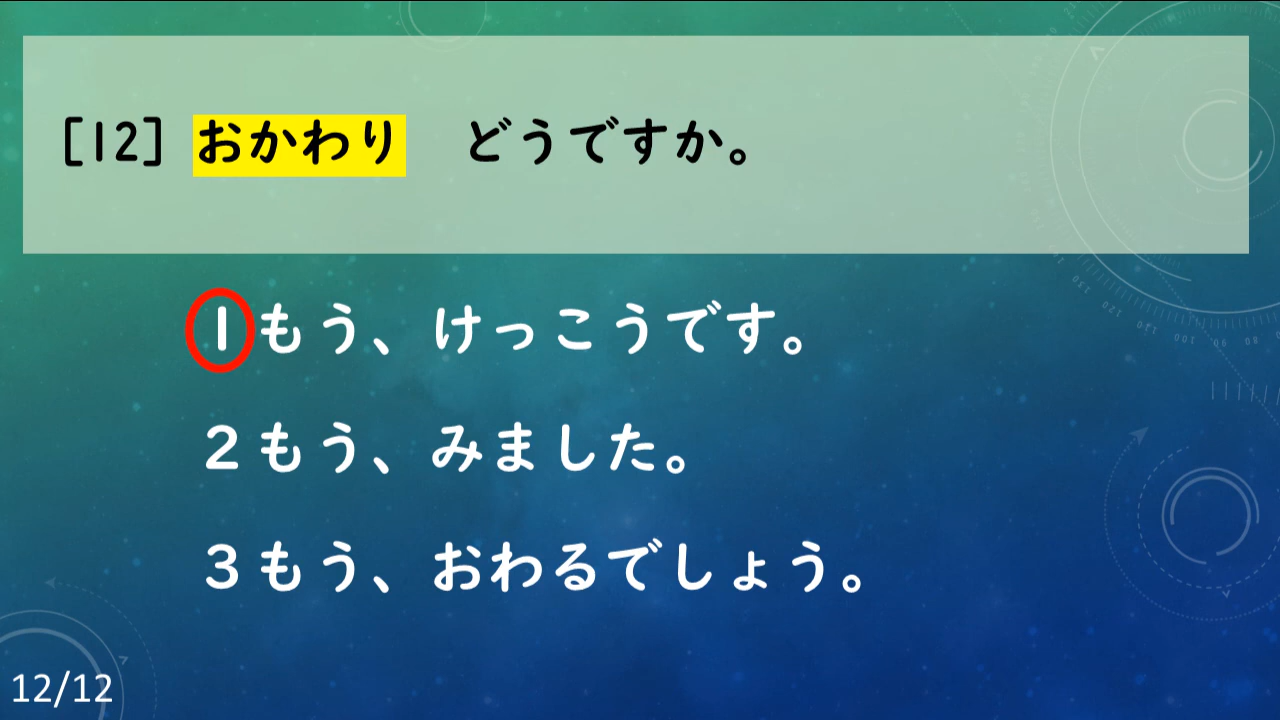 [12] おかわり　どうですか。
1もう、けっこうです。
2もう、みました。
3もう、おわるでしょう。
12/12